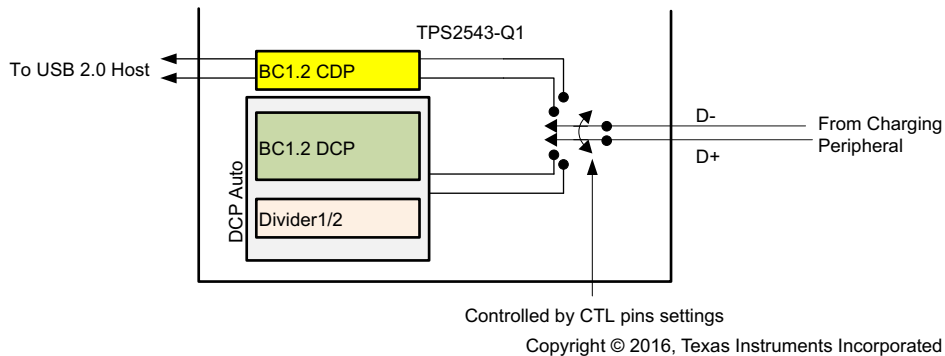 TPS2543-Q1
To USB 2.0 Host
BC1.2 CDP
BC1.2 DCP
Divider1/2
DCP Auto
D-
D+
From Charging
Peripheral
Controlled by CTL pins settings
Copyright © 2016, Texas Instruments Incorporated